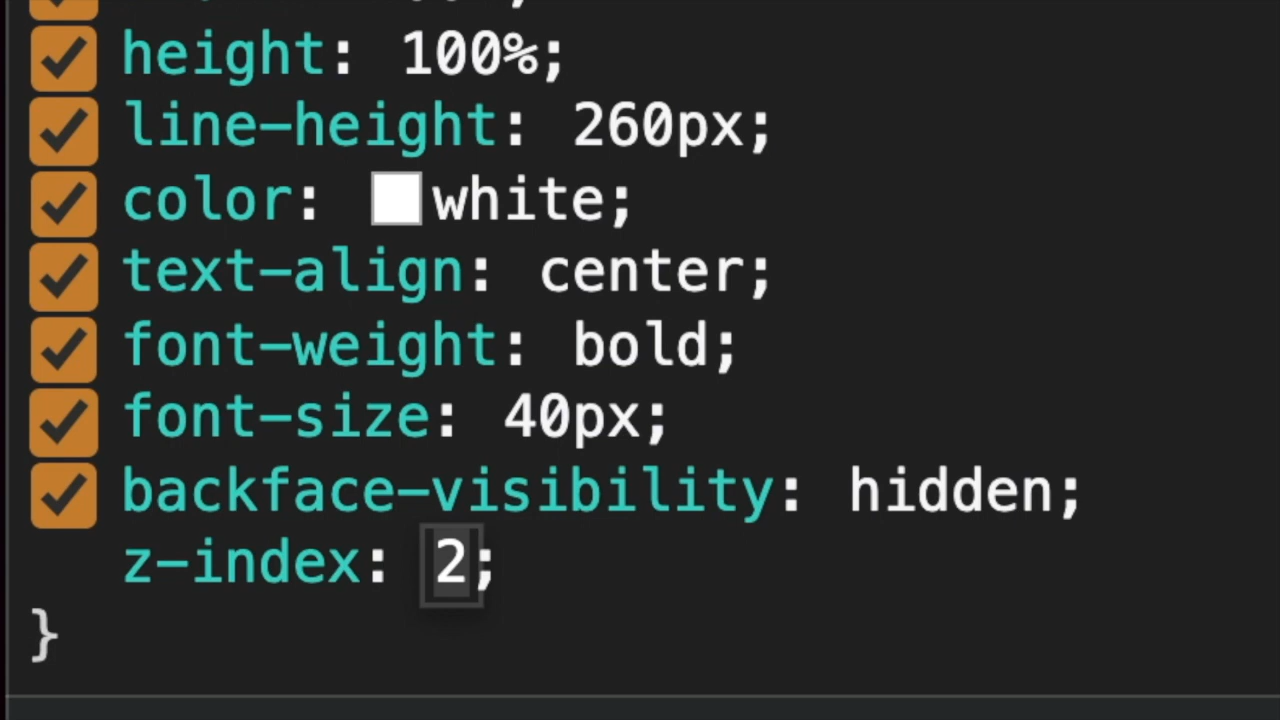 height: 100%;
line-height: 260px;
color: white;
text-align: center;
font-weight: bold;
font-size: 40px;
backface-visibility: hidden;
z-index: 2;
}